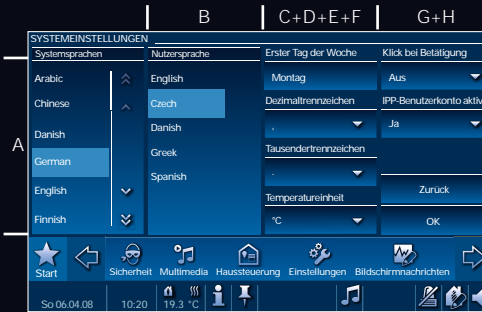 B C+D+E+F G+H
SYSTEMEINSTELLUNGEN
Systemsprachen Nutzersprache Erster Tag der Woche Klick bei Betätigung
Arabic English Montag Aus
Chinese Czech Dezimaltrennzeichen IPP-Benutzerkonto aktiv
Danish Danish , Ja
A
German Greek Tausendertrennzeichen
Spanish .
English Temperatureinheit Zurück
Finnish °C OK
Start Sicherheit Multimedia Haussteuerung Einstellungen Bildschirmnachrichten
So 06.04.08 10:20 19.3 °C